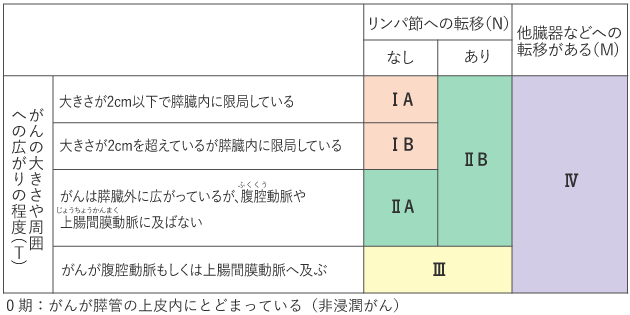 リンパ節への転移(N)
他臓器などへの
転移がある(M)
なし
あり
がんの大きさや周囲
への広がりの程度(T)
大きさが2cm以下で膵臓内に限局している
ⅠA
大きさが2cmを超えているが膵臓内に限局している
ⅠB
ⅡB
Ⅳ
がんは膵臓外に広がっているが、腹腔動脈や
ふくくう
上腸間膜動脈に及ばない
じょうちょうかんまく
ⅡA
がんが腹腔動脈もしくは上腸間膜動脈へ及ぶ
Ⅲ
0期：がんが膵管の上皮内にとどまっている（非浸潤がん）